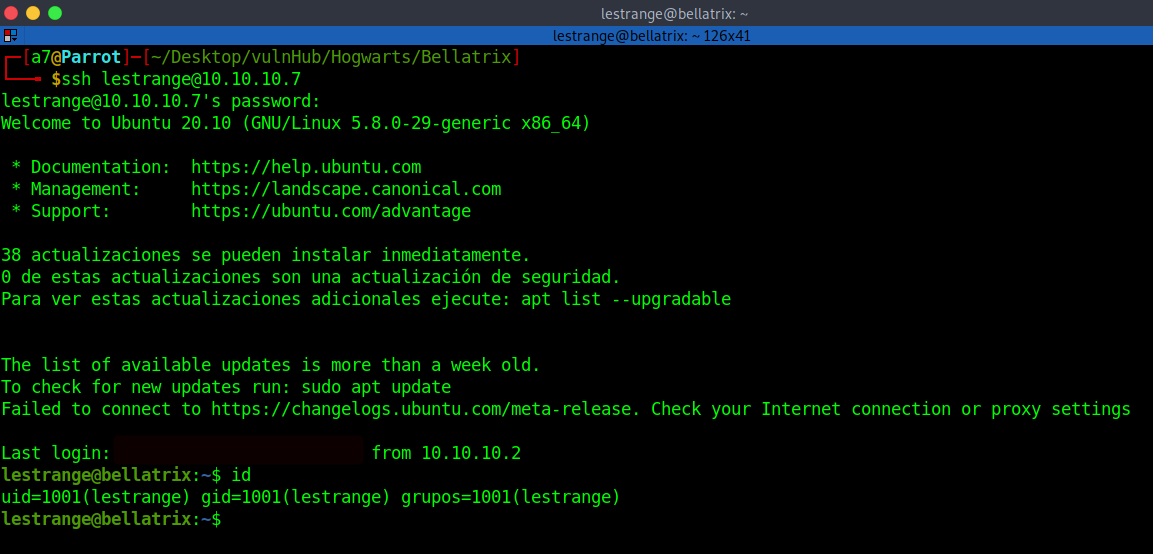 lestrange@bellatrix: ~
lestrange@bellatrix: ~ 126x41
┌─[a7@Parrot]─[~/Desktop/vulnHub/Hogwarts/Bellatrix]
└──╼ $ssh lestrange@10.10.10.7
lestrange@10.10.10.7's password:
Welcome to Ubuntu 20.10 (GNU/Linux 5.8.0-29-generic x86_64)
* Documentation:  https://help.ubuntu.com
* Management:     https://landscape.canonical.com
* Support:        https://ubuntu.com/advantage
38 actualizaciones se pueden instalar inmediatamente.
0 de estas actualizaciones son una actualización de seguridad.
Para ver estas actualizaciones adicionales ejecute: apt list --upgradable
The list of available updates is more than a week old.
To check for new updates run: sudo apt update
Failed to connect to https://changelogs.ubuntu.com/meta-release. Check your Internet connection or proxy settings
Last login: from 10.10.10.2
lestrange@bellatrix:~$ id
uid=1001(lestrange) gid=1001(lestrange) grupos=1001(lestrange)
lestrange@bellatrix:~$